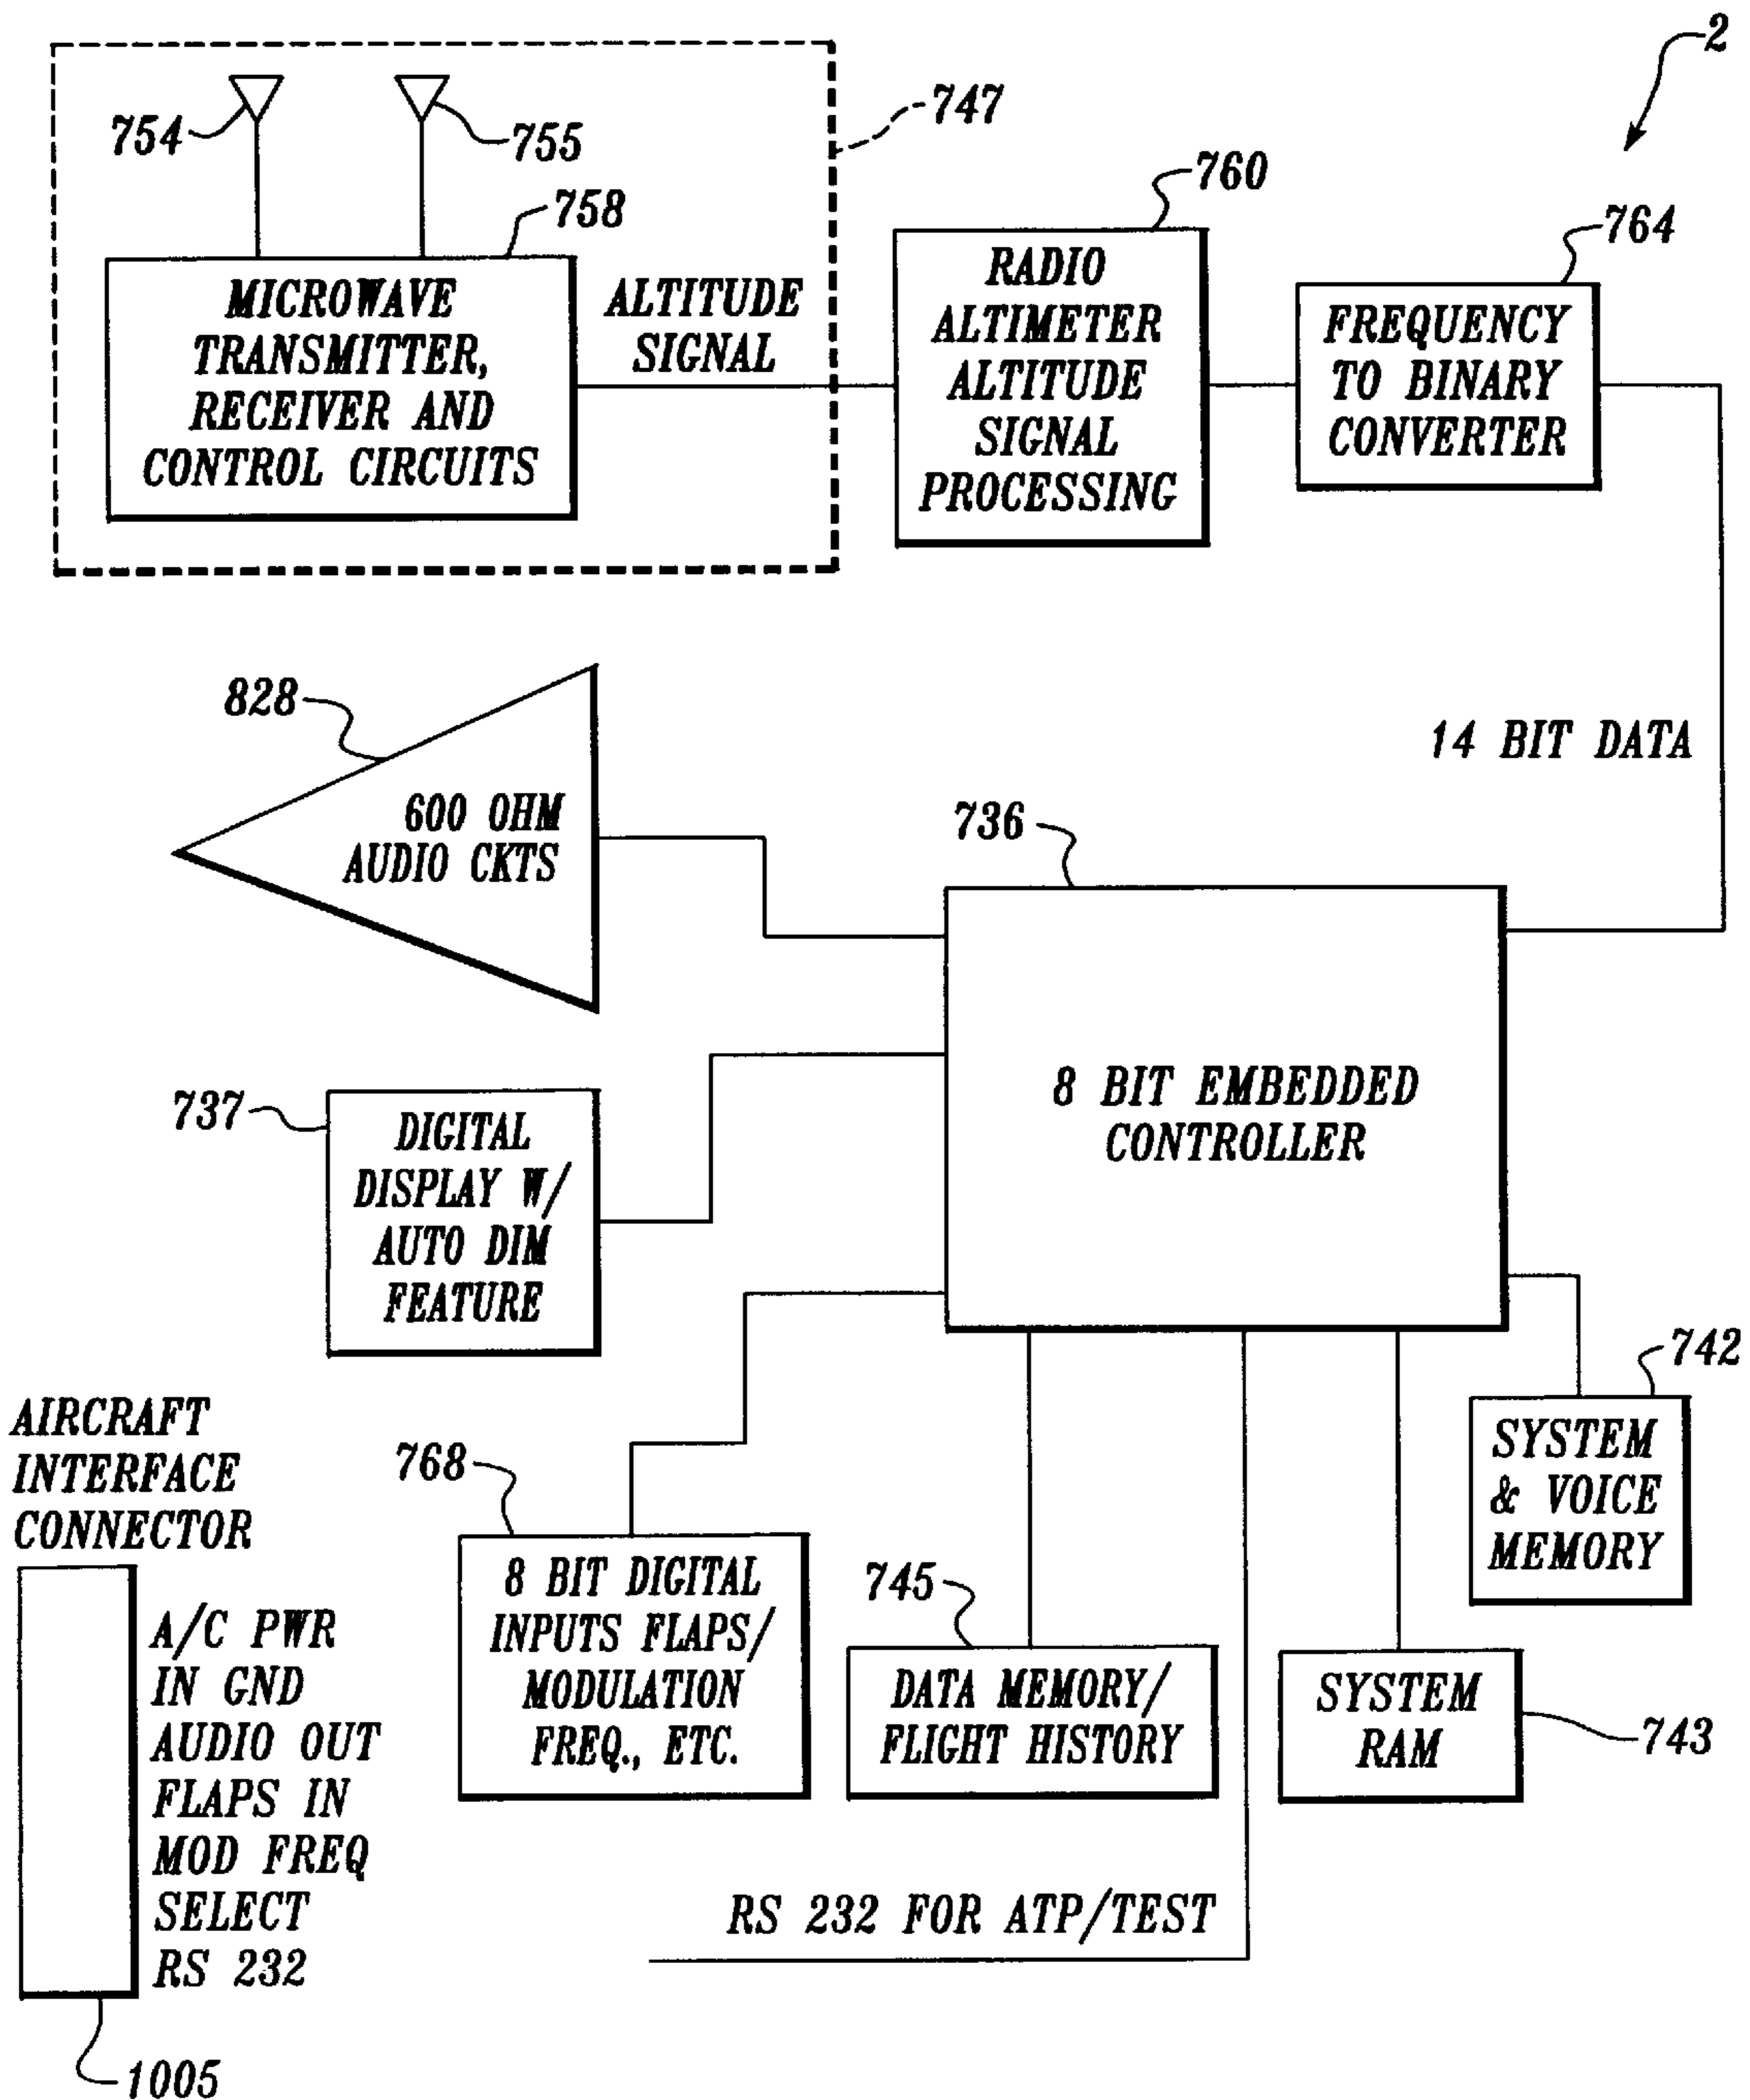 2
747
754
755
758
760
764
MICROWAVE
TRANSMITTER,
RECEIVER AND
CONTROL CIRCUITS
ALTITUDE
SIGNAL
RADIO
ALTIMETER
ALTITUDE
SIGNAL
PROCESSING
FREQUENCY
TO BINARY
CONVERTER
14 BIT DATA
828
600 OHM
AUDIO CKTS
736
8 BIT EMBEDDED
CONTROLLER
737
DIGITAL
DISPLAY W/
AUTO DIM
FEATURE
742
SYSTEM
& VOICE
MEMORY
768
8 BIT DIGITAL
INPUTS FLAPS/
MODULATION
FREQ., ETC.
745
DATA MEMORY/
FLIGHT HISTORY
SYSTEM
RAM
743
RS 232 FOR ATP/TEST
AIRCRAFT
INTERFACE
CONNECTOR
A/C PWR
IN GND
AUDIO OUT
FLAPS IN
MOD FREQ
SELECT
RS 232
1005